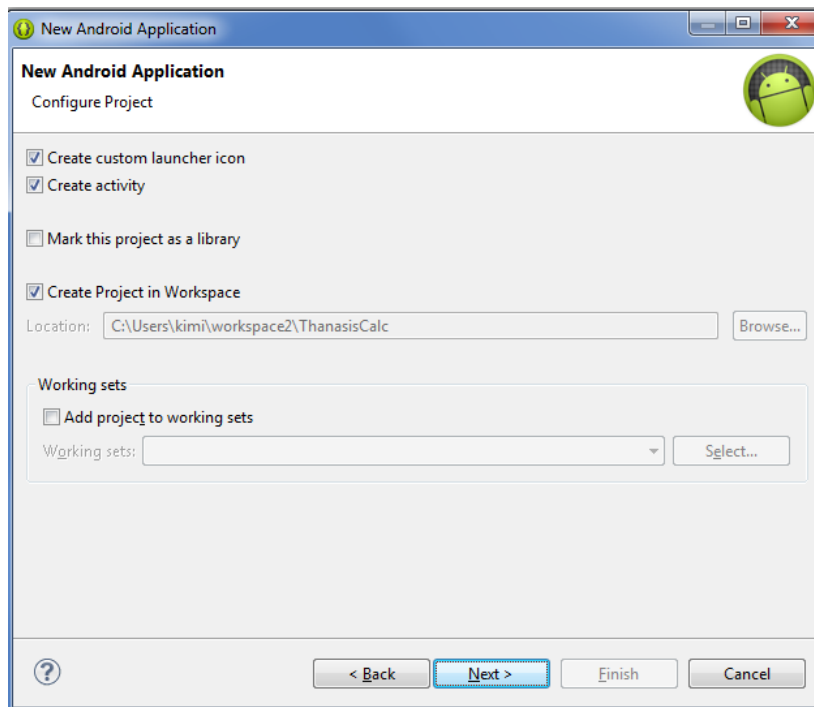 New Android Application
New Android Application
Configure Project
Create custom launcher icon
Create activity
Mark this project as a library
Create Project in Workspace
Location: C:\Users\kimi\workspace2\ThanasisCalc Browse...
Working sets
Add project to working sets
Working sets: Select...
? < Back Next > Finish Cancel